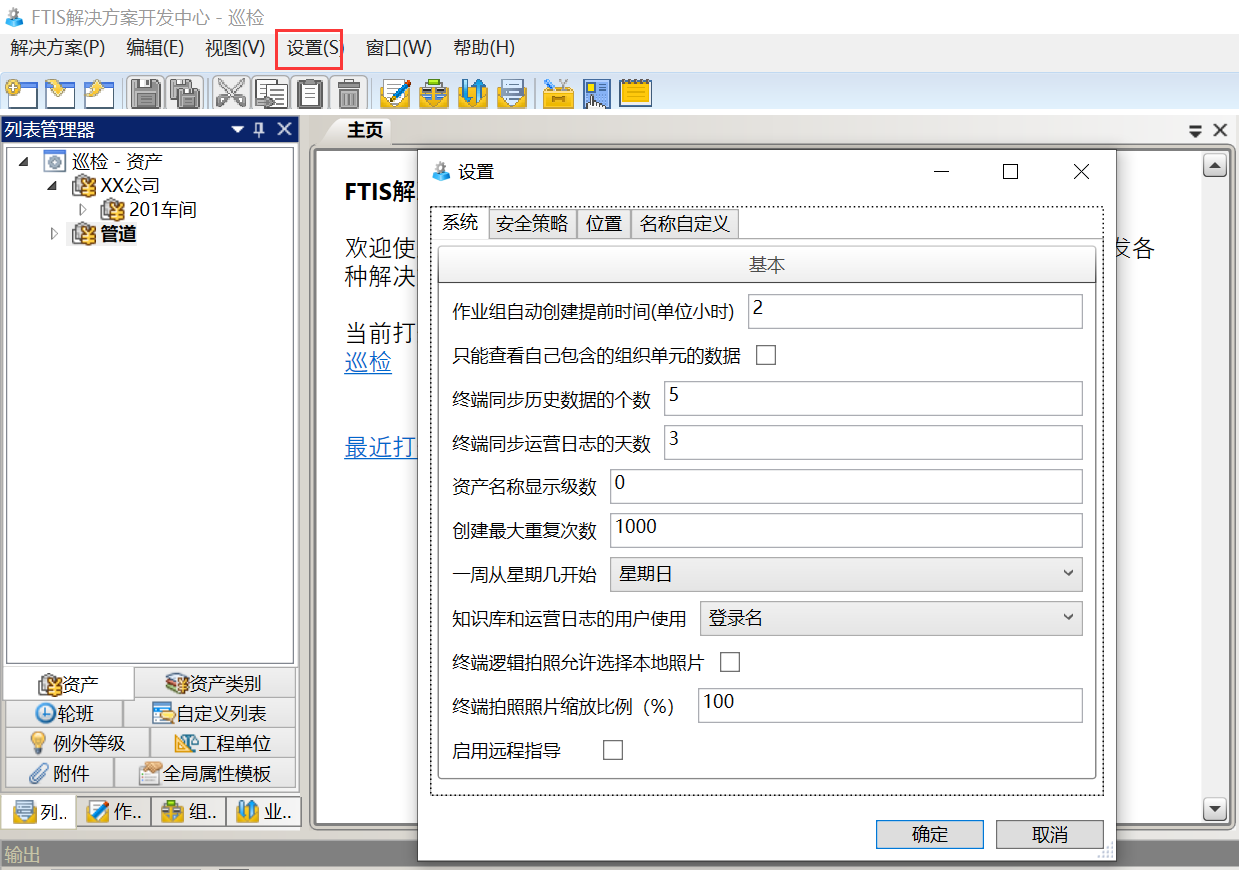 FTIS解决方案开发中心 - 巡检
解决方案(P) 编辑(E) 视图(V) 设置(S) 窗口(W) 帮助(H)
列表管理器
巡检 - 资产
XX公司
201车间
管道
资产 资产类别
轮班 自定义列表
例外等级 工程单位
附件 全局属性模板
列.. 作.. 组.. 业..
输出
主页
FTIS解
欢迎使
发各
种解决
当前打
巡检
最近打
设置
系统 安全策略 位置 名称自定义
基本
作业组自动创建提前时间(单位小时) 2
只能查看自己包含的组织单元的数据
终端同步历史数据的个数 5
终端同步运营日志的天数 3
资产名称显示级数 0
创建最大重复次数 1000
一周从星期几开始 星期日
知识库和运营日志的用户使用 登录名
终端逻辑拍照允许选择本地照片
终端拍照照片缩放比例（%） 100
启用远程指导
确定 取消